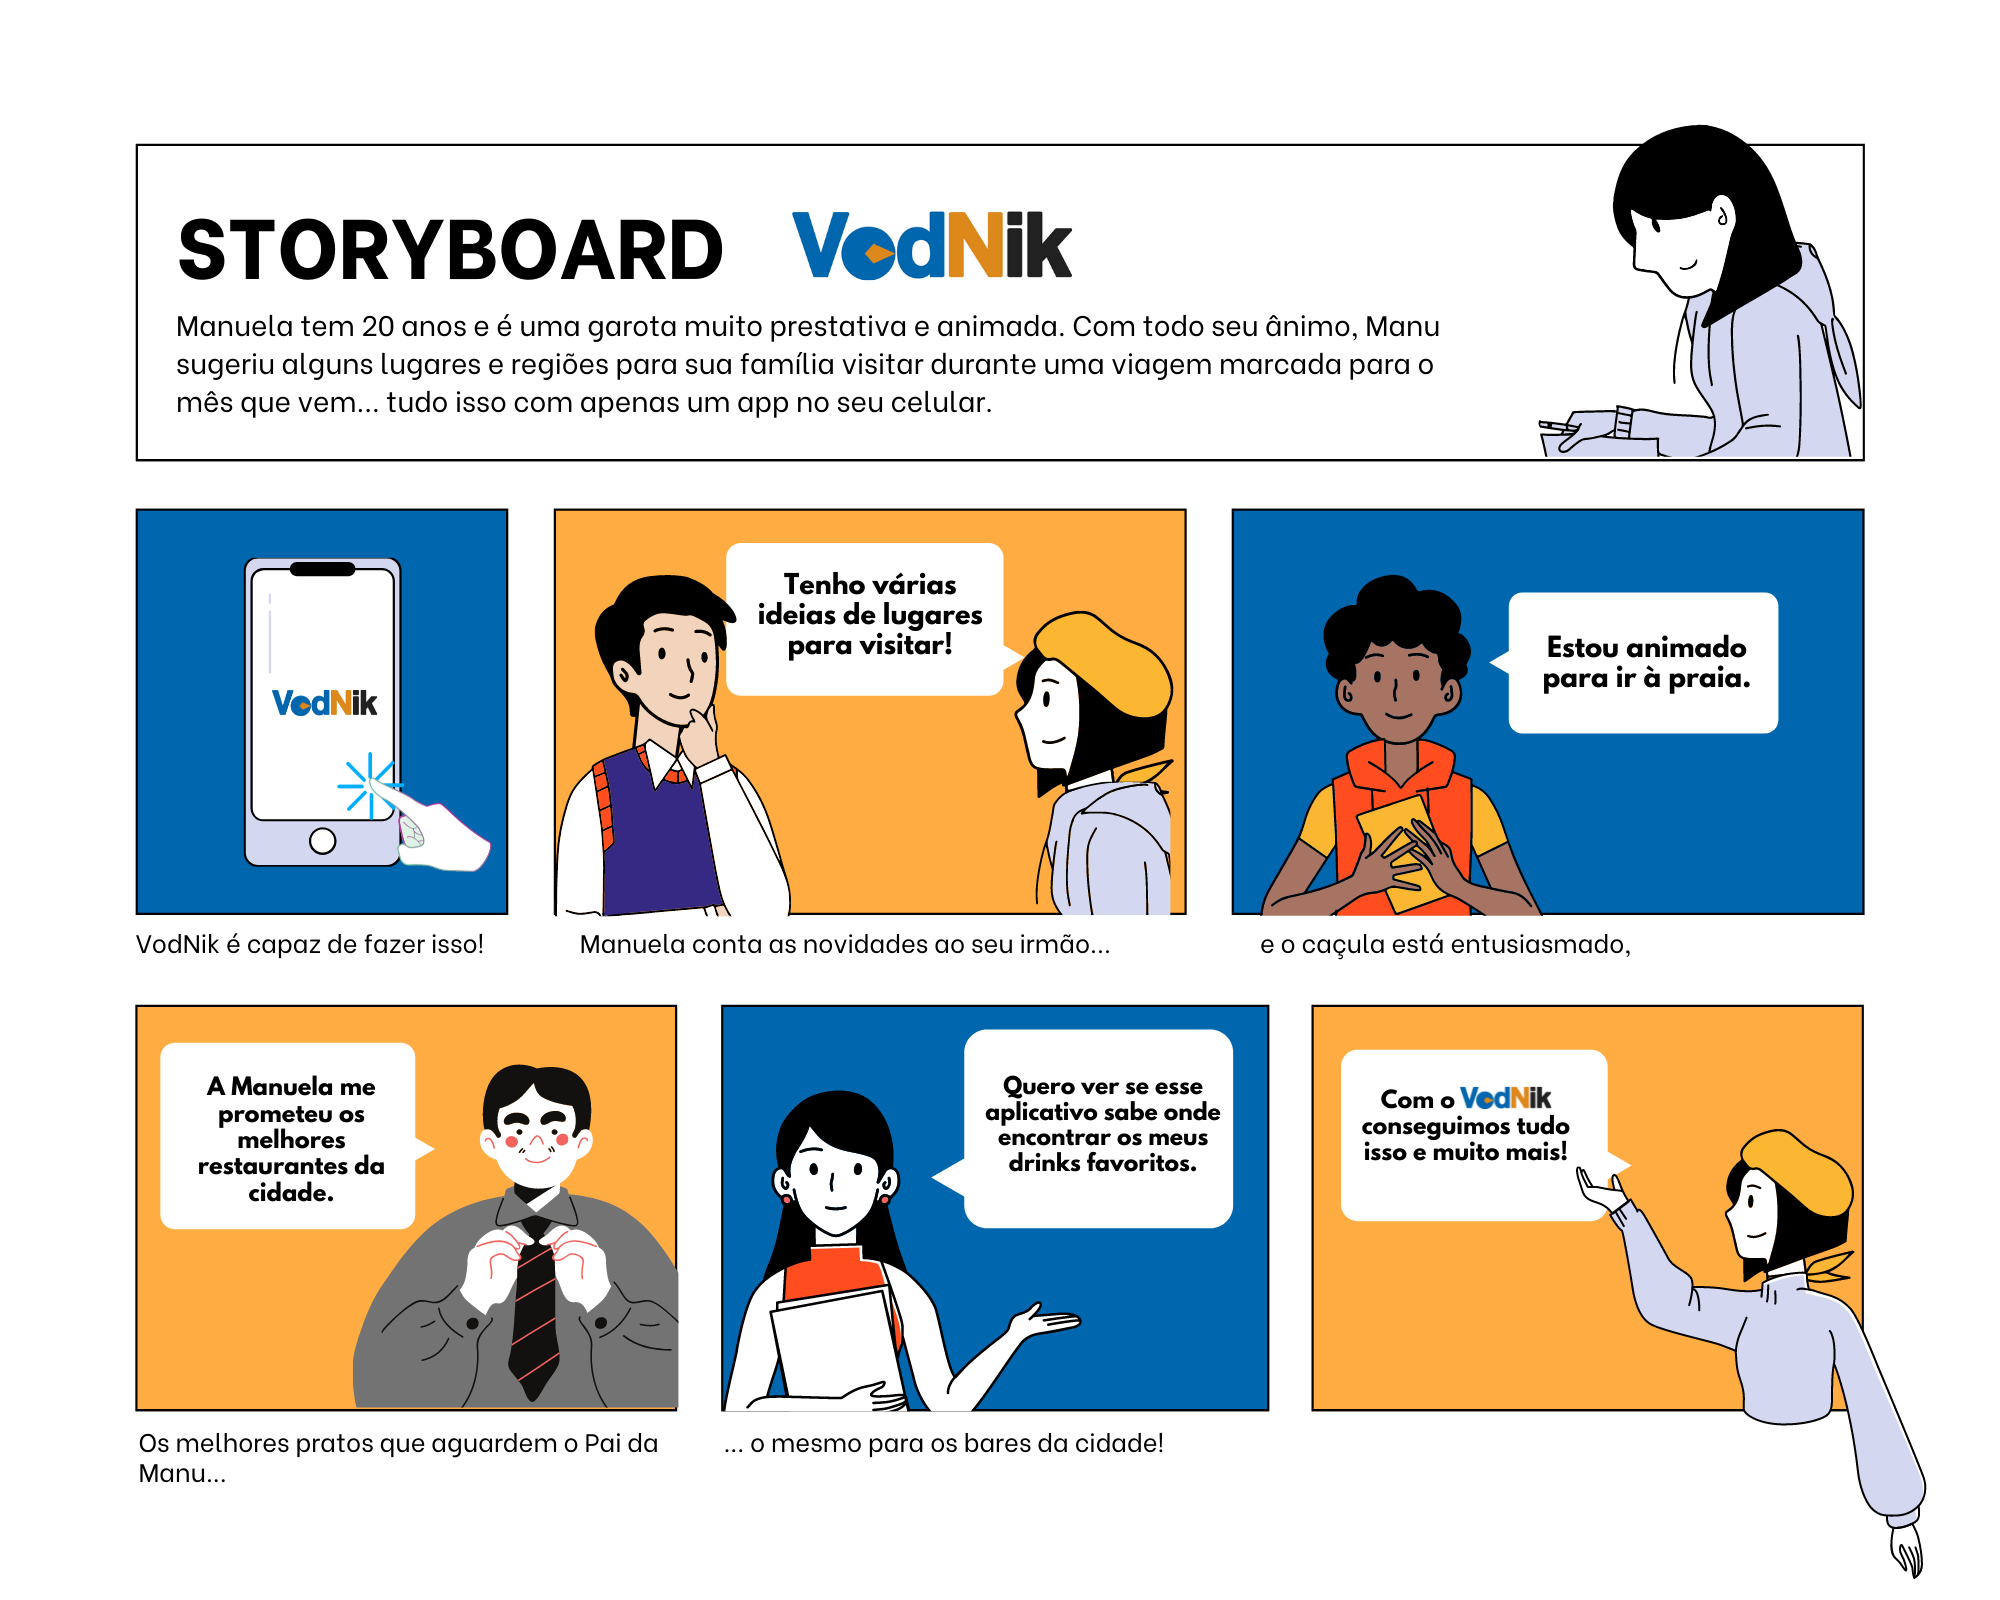 STORYBOARD VodNik
Manuela tem 20 anos e é uma garota muito prestativa e animada. Com todo seu ânimo, Manu
sugeriu alguns lugares e regiões para sua família visitar durante uma viagem marcada para o
mês que vem... tudo isso com apenas um app no seu celular.
VodNik
VodNik é capaz de fazer isso!
Tenho várias
ideias de lugares
para visitar!
Manuela conta as novidades ao seu irmão...
Estou animado
para ir à praia.
e o caçula está entusiasmado,
A Manuela me
prometeu os
melhores
restaurantes da
cidade.
Os melhores pratos que aguardem o Pai da
Manu...
Quero ver se esse
aplicativo sabe onde
encontrar os meus
drinks favoritos.
... o mesmo para os bares da cidade!
Com o VodNik
conseguimos tudo
isso e muito mais!